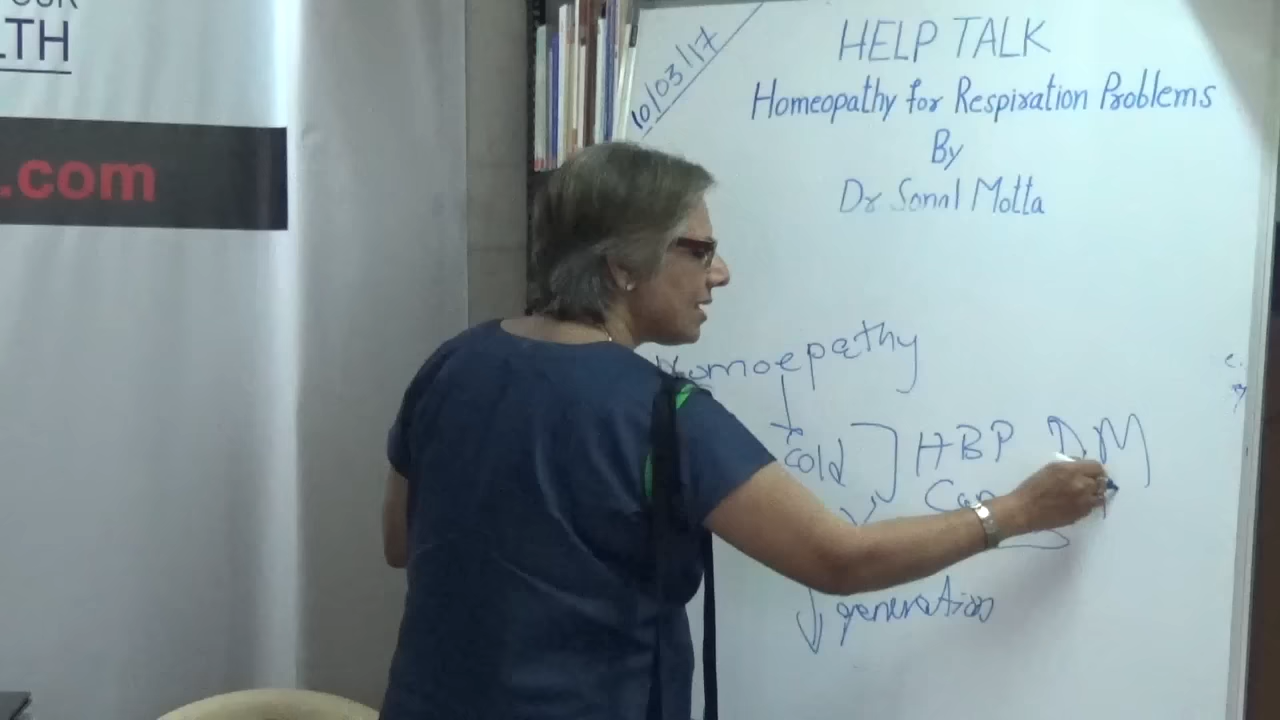 LTH
.com
10/03/17
HELP TALK
Homeopathy for Respiration Problems
By
Dr Sonal Motta
Homoepathy
cold HBP DM
generation